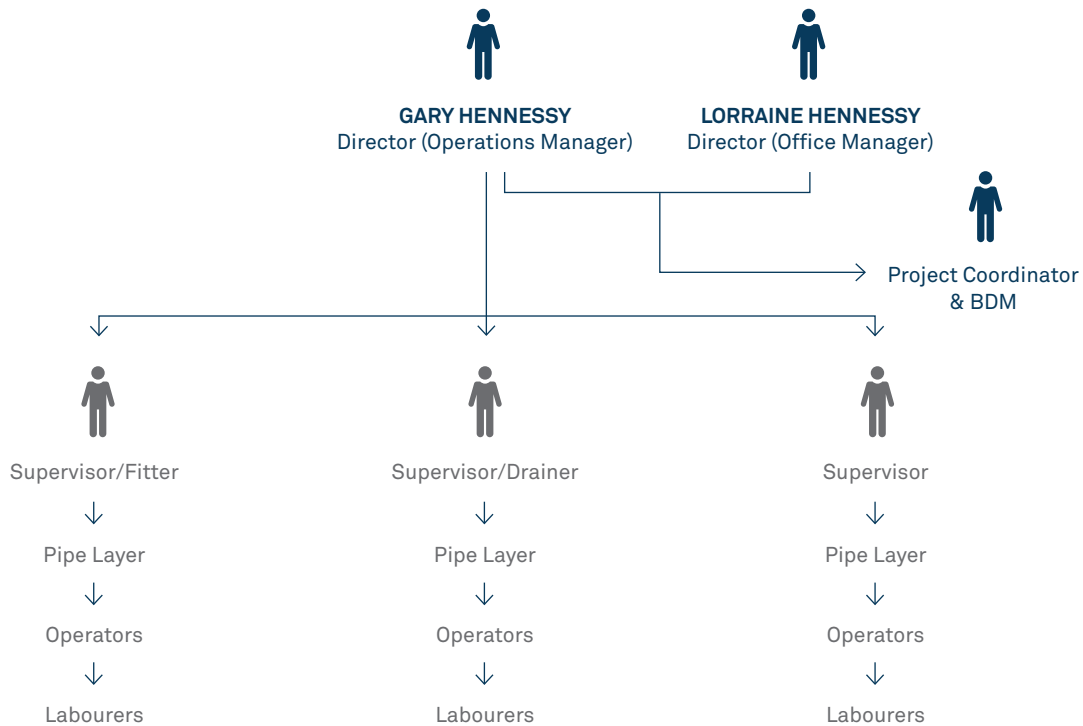 GARY HENNESSY
Director (Operations Manager)
LORRAINE HENNESSY
Director (Office Manager)
Project Coordinator
& BDM
Supervisor/Fitter
Pipe Layer
Operators
Labourers
Supervisor/Drainer
Pipe Layer
Operators
Labourers
Supervisor
Pipe Layer
Operators
Labourers